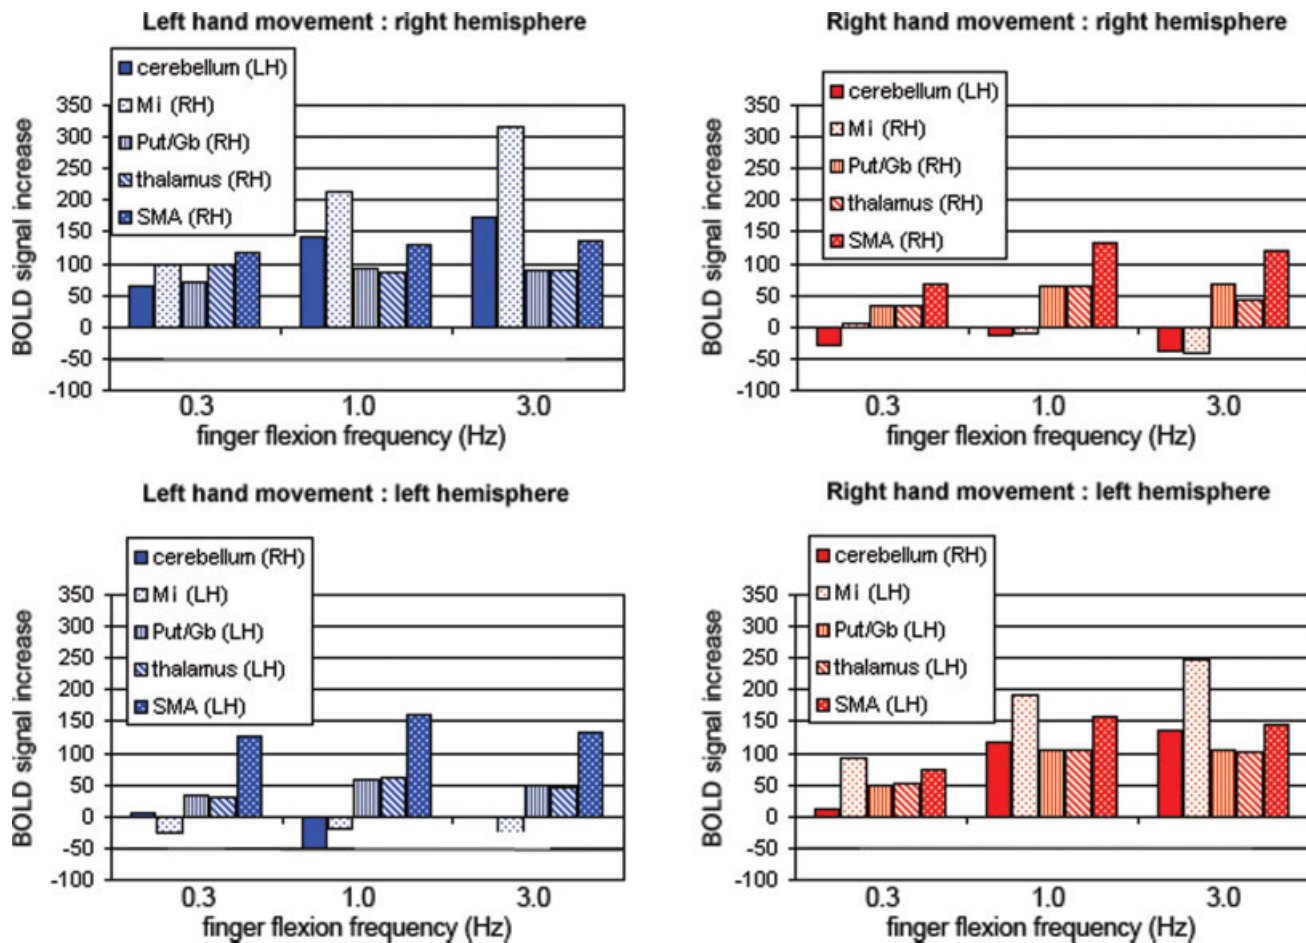 Left hand movement : right hemisphere
cerebellum (LH)
Mi (RH)
Put/Gb (RH)
thalamus (RH)
SMA (RH)
BOLD signal increase
350
300
250
200
150
100
50
0
-50
-100
0.3 1.0 3.0
finger flexion frequency (Hz)
Right hand movement : right hemisphere
cerebellum (LH)
Mi (RH)
Put/Gb (RH)
thalamus (RH)
SMA (RH)
BOLD signal increase
350
300
250
200
150
100
50
0
-50
-100
0.3 1.0 3.0
finger flexion frequency (Hz)
Left hand movement : left hemisphere
cerebellum (RH)
Mi (LH)
Put/Gb (LH)
thalamus (LH)
SMA (LH)
BOLD signal increase
350
300
250
200
150
100
50
0
-50
-100
0.3 1.0 3.0
finger flexion frequency (Hz)
Right hand movement : left hemisphere
cerebellum (RH)
Mi (LH)
Put/Gb (LH)
thalamus (LH)
SMA (LH)
BOLD signal increase
350
300
250
200
150
100
50
0
-50
-100
0.3 1.0 3.0
finger flexion frequency (Hz)